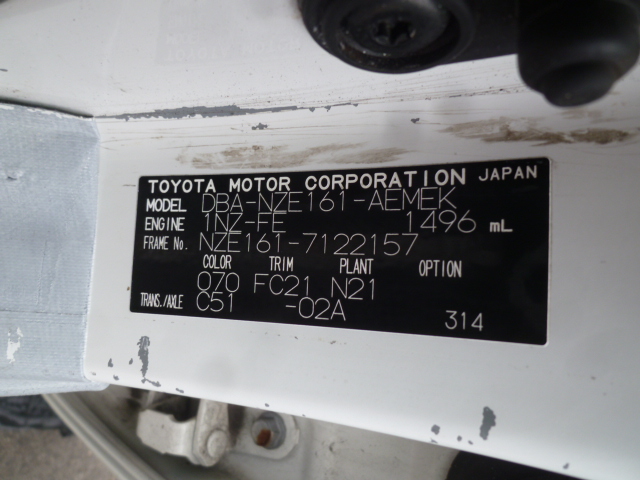 TOYOTA MOTOR CORPORATION JAPAN
MODEL DBA-NZE161-AEMEK
ENGINE 1NZ-FE 1496 mL
FRAME No. NZE161-7122157
COLOR TRIM PLANT OPTION
070 FC21 N21
TRANS./AXLE C51 -02A
314